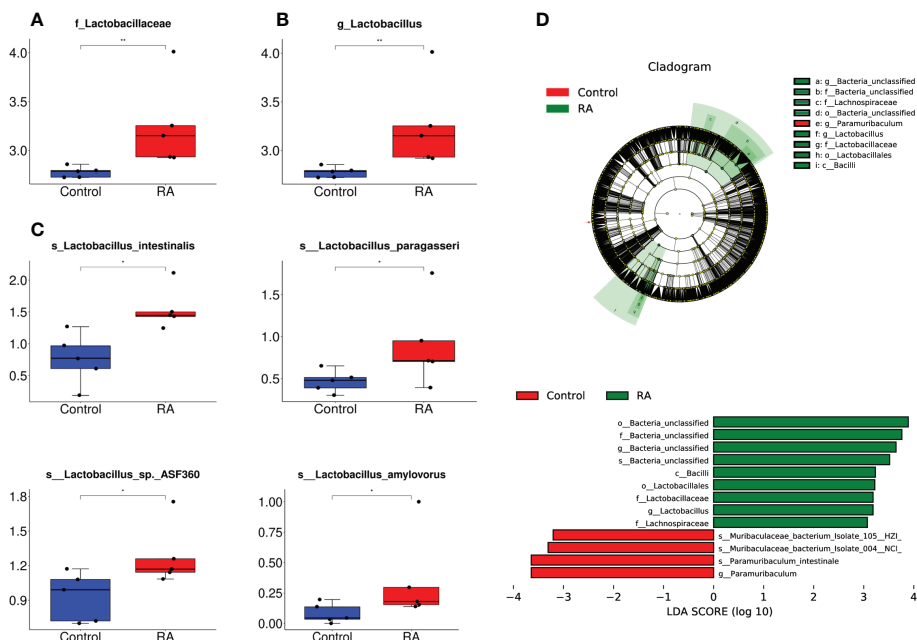 A
f_Lactobacillaceae
**
4.0
3.5
3.0
Control
RA
B
g_Lactobacillus
**
4.0
3.5
3.0
Control
RA
C
s_Lactobacillus_intestinalis
*
2.0
1.5
1.0
0.5
Control
RA
s__Lactobacillus_paragasseri
*
1.5
1.0
0.5
Control
RA
s__Lactobacillus_sp._ASF360
*
1.8
1.5
1.2
0.9
Control
RA
s__Lactobacillus_amylovorus
*
1.00
0.75
0.50
0.25
0.00
Control
RA
D
Cladogram
Control
RA
a: g__Bacteria_unclassified
b: f__Bacteria_unclassified
c: f__Lachnospiraceae
d: o__Bacteria_unclassified
e: g__Paramuribaculum
f: g__Lactobacillus
g: f__Lactobacillaceae
h: o__Lactobacillales
i: c__Bacilli
Control
RA
o__Bacteria_unclassified
f__Bacteria_unclassified
g__Bacteria_unclassified
s__Bacteria_unclassified
c__Bacilli
o__Lactobacillales
f__Lactobacillaceae
g__Lactobacillus
f__Lachnospiraceae
s__Muribaculaceae_bacterium_Isolate_105__HZI_
s__Muribaculaceae_bacterium_Isolate_004__NCI_
s__Paramuribaculum_intestinale
g__Paramuribaculum
−4 −3 −2 −1 0 1 2 3 4
LDA SCORE (log 10)